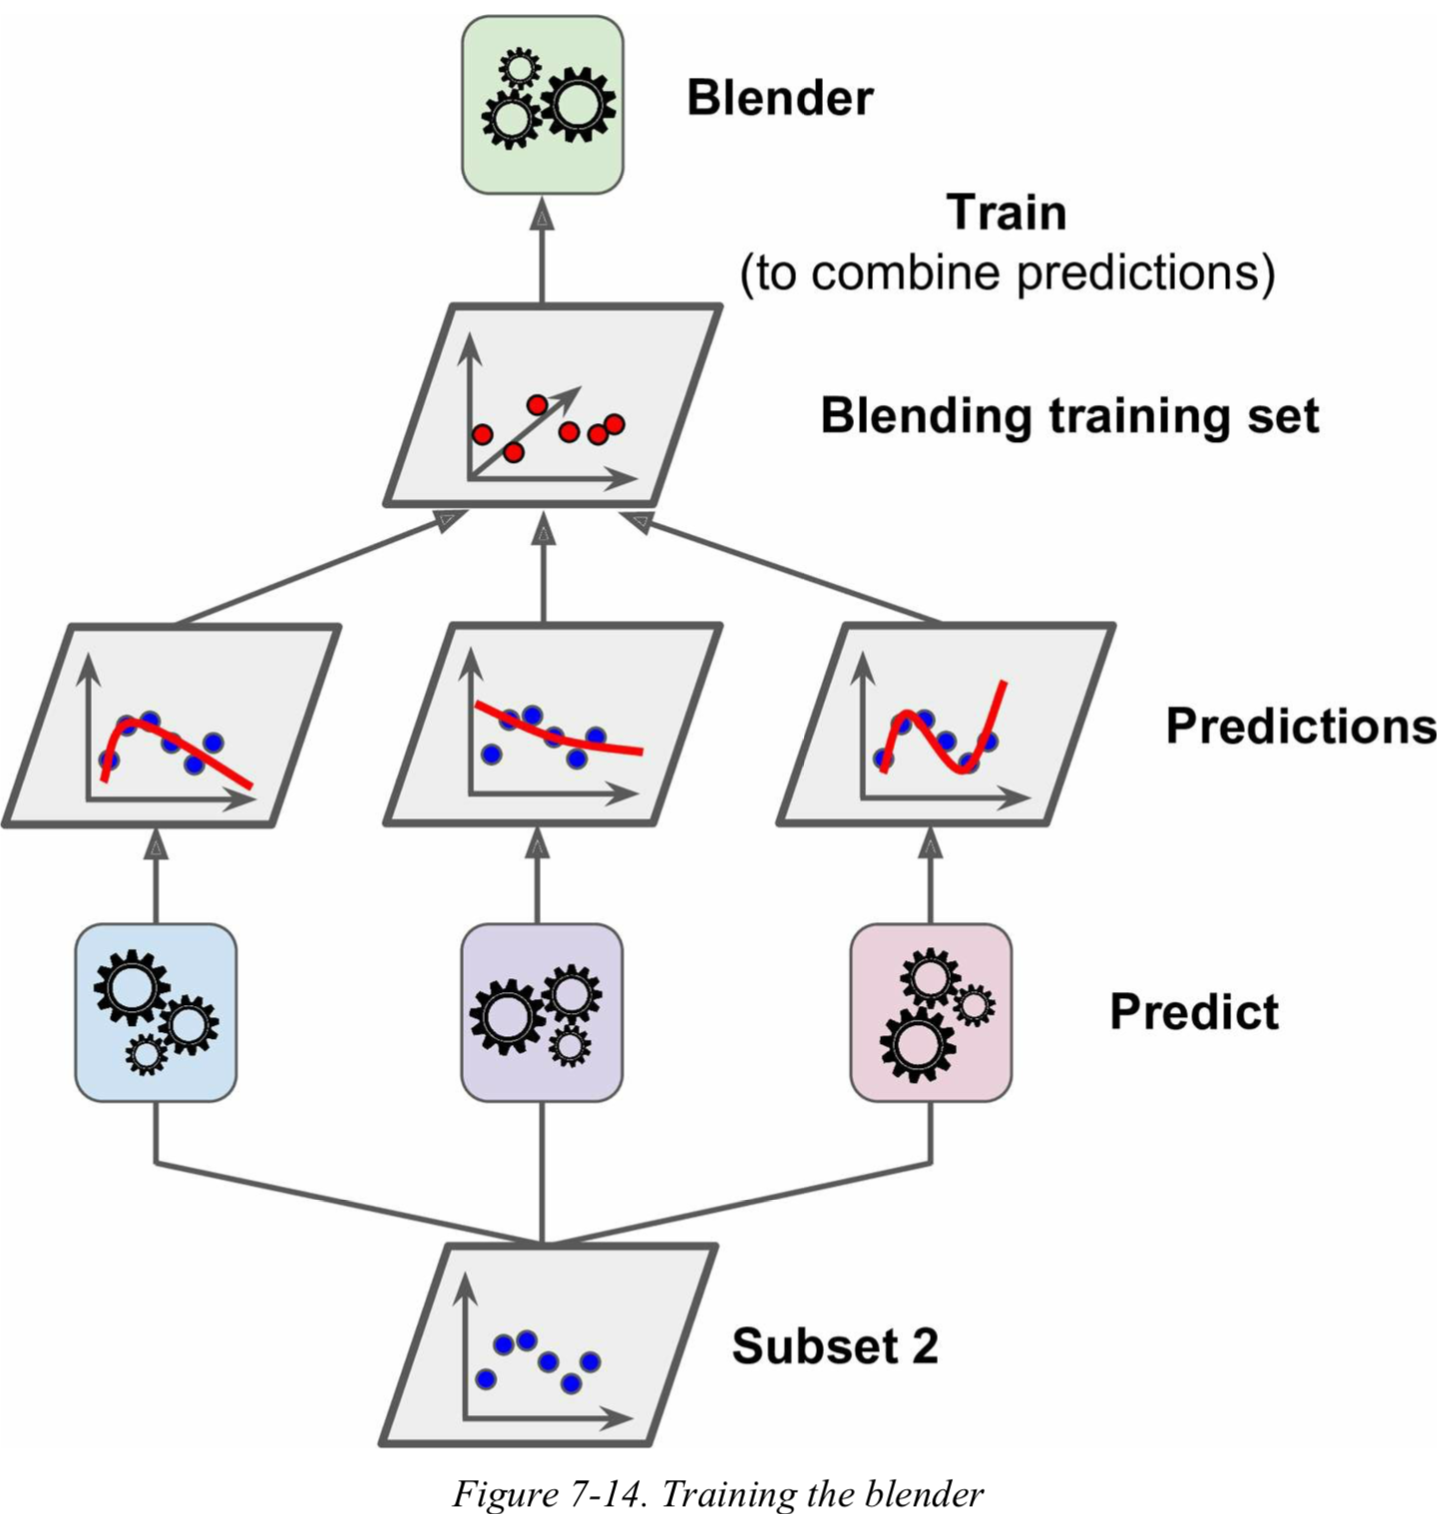 Blender
Train
(to combine predictions)
Blending training set
Predictions
Predict
Subset 2
Figure 7-14. Training the blender